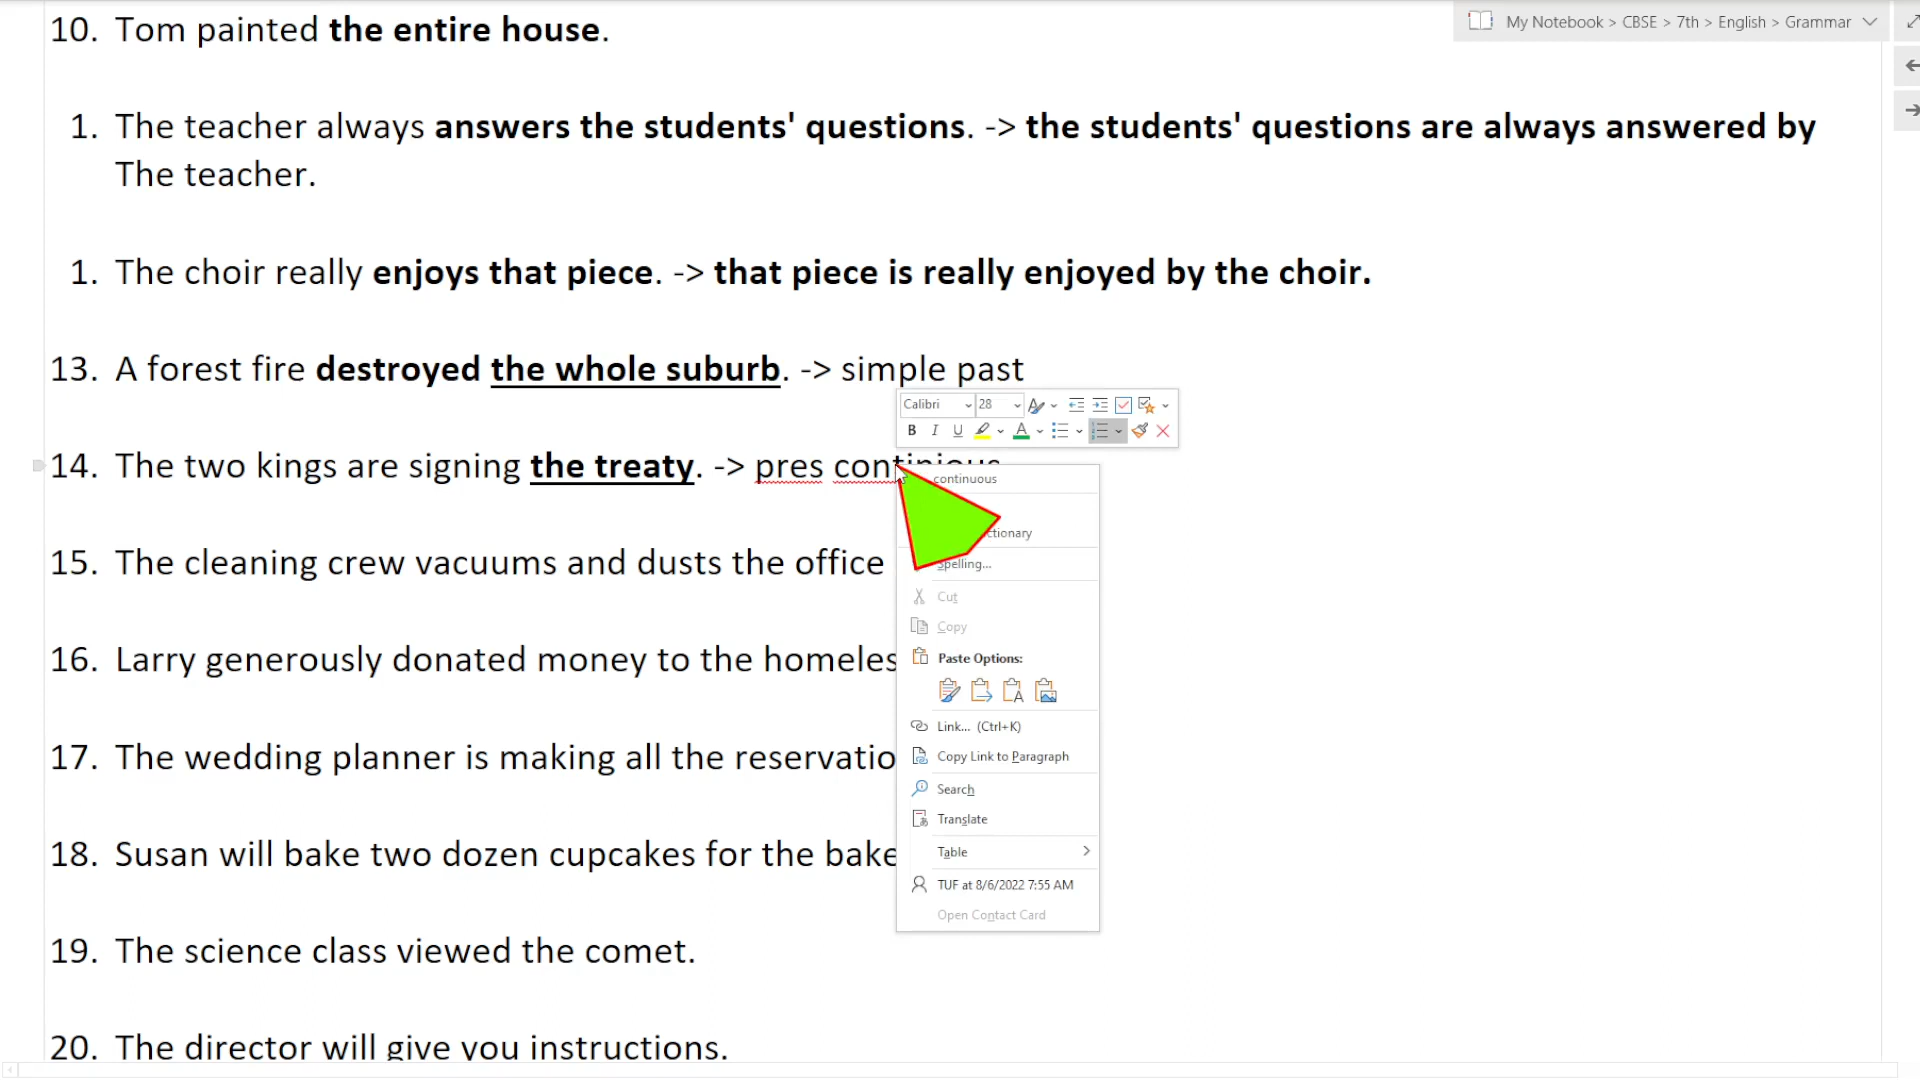 10. Tom painted the entire house.
My Notebook > CBSE > 7th > English > Grammar
1. The teacher always answers the students' questions. -> the students' questions are always answered by
The teacher.
1. The choir really enjoys that piece. -> that piece is really enjoyed by the choir.
13. A forest fire destroyed the whole suburb. -> simple past
Calibri 28
B I U A
14. The two kings are signing the treaty. -> pres continious
continuous
Spelling...
15. The cleaning crew vacuums and dusts the office
Cut
Copy
16. Larry generously donated money to the homeles
Paste Options:
Link... (Ctrl+K)
17. The wedding planner is making all the reservatio
Copy Link to Paragraph
Search
Translate
18. Susan will bake two dozen cupcakes for the bake
Table
TUF at 8/6/2022 7:55 AM
Open Contact Card
19. The science class viewed the comet.
20. The director will give you instructions.